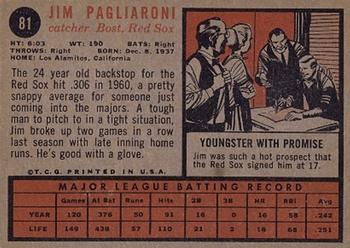 81
JIM PAGLIARONI
catcher Bost. Red Sox
HT: 6:03 WT: 190 BATS: Right
THROWS: Right BORN: Dec. 8, 1937
HOME: Los Alamitos, California
The 24 year old backstop for the
Red Sox hit .306 in 1960, a
pretty snappy average for someone
just coming into the majors. A tough
man to pitch to in a tight situation,
Jim broke up two games in a row
last season with late inning home
runs. He's good with a glove.
©T.C.G. PRINTED IN U.S.A.
YOUNGSTER WITH PROMISE
Jim was such a hot prospect that
the Red Sox signed him at 17.
MAJOR LEAGUE BATTING RECORD
Games At Bat Runs Hits 2B 3B HR RBI Avg.
YEAR 120 376 50 91 16 0 16 58 .242
LIFE 149 438 62 110 21 2 18 67 .251